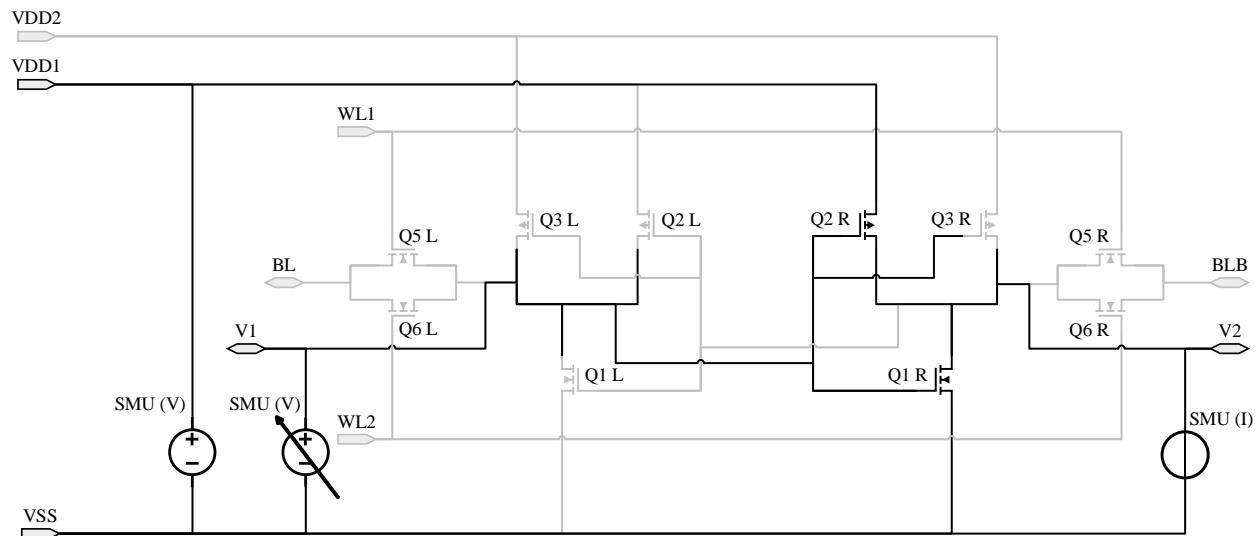 VDD2
VDD1
WL1
Q3 L
Q2 L
Q2 R
Q3 R
Q5 L
Q5 R
BL
BLB
Q6 L
Q6 R
V1
V2
Q1 L
Q1 R
SMU (V)
SMU (V)
WL2
SMU (I)
VSS